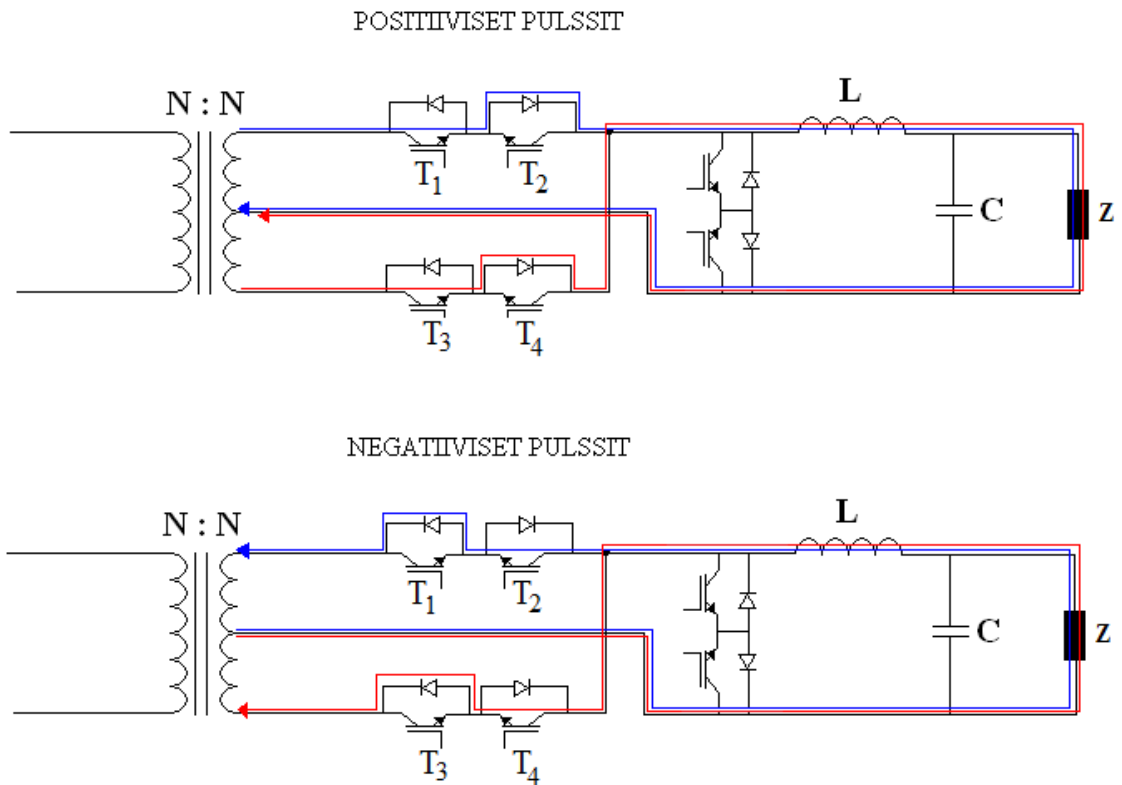 POSITIIVISET PULSSIT
N : N
L
T1
T2
C
Z
T3
T4
NEGATIIVISET PULSSIT
N : N
L
T1
T2
C
Z
T3
T4